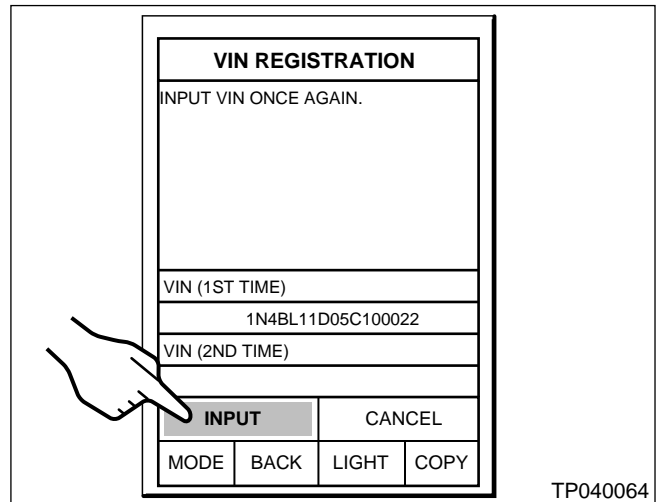 VIN REGISTRATION
INPUT VIN ONCE AGAIN.
VIN (1ST TIME)
1N4BL11D05C100022
VIN (2ND TIME)
INPUT CANCEL
MODE BACK LIGHT COPY
TP040064